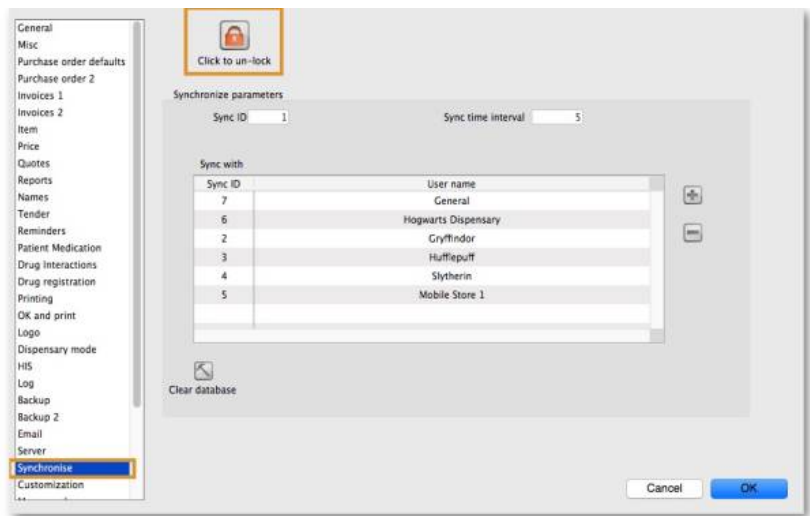 General
Misc
Purchase order defaults
Purchase order 2
Invoices 1
Invoices 2
Item
Price
Quotes
Reports
Names
Tender
Reminders
Patient Medication
Drug Interactions
Drug registration
Printing
OK and print
Logo
Dispensary mode
HIS
Log
Backup
Backup 2
Email
Server
Synchronise
Customization
Click to un-lock
Synchronize parameters
Sync ID 1 Sync time interval 5
Sync with
Sync ID User name
7 General
6 Hogwarts Dispensary
2 Gryffindor
3 Hufflepuff
4 Slytherin
5 Mobile Store 1
Clear database
Cancel OK